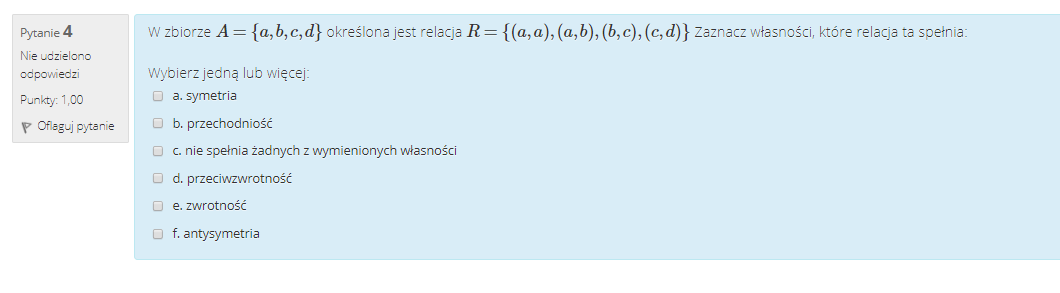 Pytanie 4
Nie udzielono
odpowiedzi
Punkty: 1,00
Oflaguj pytanie
W zbiorze A = {a,b,c,d} określona jest relacja R = {(a,a),(a,b),(b,c),(c,d)} Zaznacz własności, które relacja ta spełnia:
Wybierz jedną lub więcej:
a. symetria
b. przechodniość
c. nie spełnia żadnych z wymienionych własności
d. przeciwzwrotność
e. zwrotność
f. antysymetria